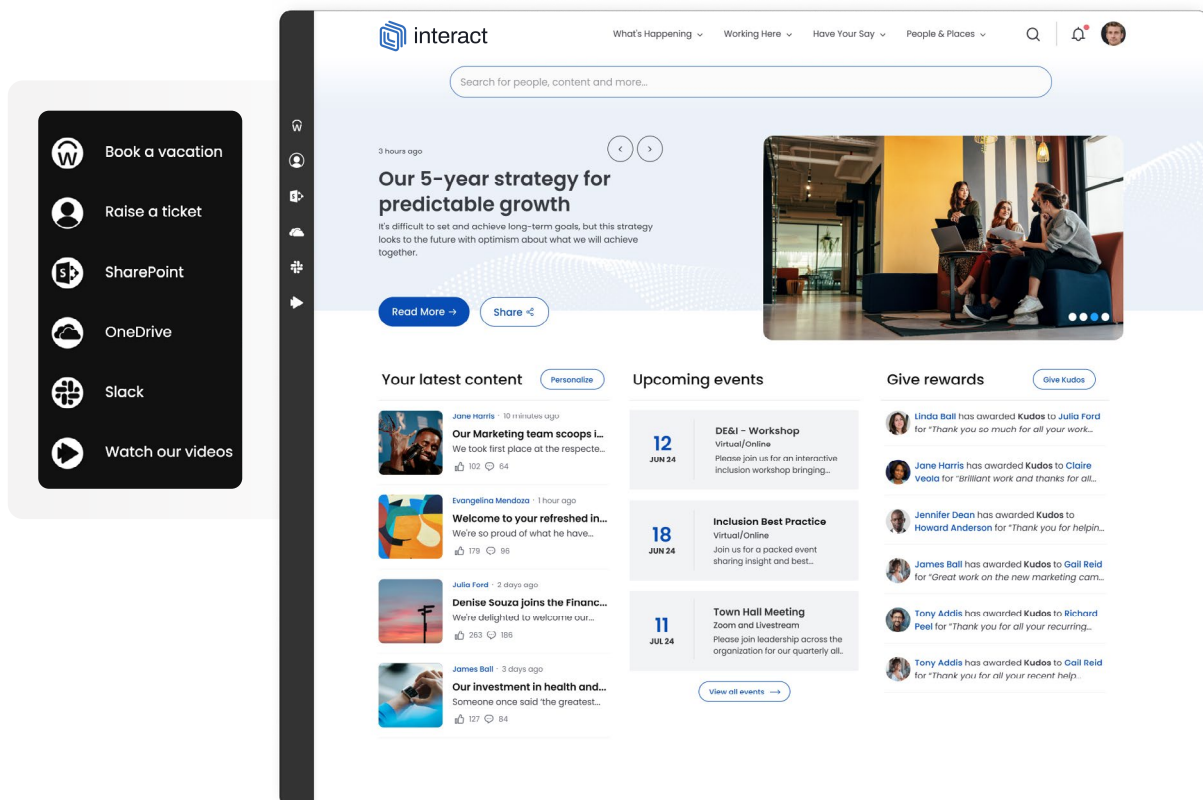 Book a vacation
Raise a ticket
SharePoint
OneDrive
Slack
Watch our videos
interact
What's Happening
Working Here
Have Your Say
People & Places
Search for people, content and more...
3 hours ago
Our 5-year strategy for
predictable growth
It's difficult to set and achieve long-term goals, but this strategy
looks to the future with optimism about what we will achieve
together.
Read More →
Share
Your latest content
Personalize
Jane Harris · 10 minutes ago
Our Marketing team scoops i...
We took first place at the respecte...
102 64
Evangelina Mendoza · 1 hour ago
Welcome to your refreshed in...
We're so proud of what he have...
179 96
Julia Ford · 2 days ago
Denise Souza joins the Financ...
We're delighted to welcome our...
263 186
James Ball · 3 days ago
Our investment in health and...
Someone once said 'the greatest...
127 84
Upcoming events
12
JUN 24
DE&I - Workshop
Virtual/Online
Please join us for an interactive
inclusion workshop bringing...
18
JUN 24
Inclusion Best Practice
Virtual/Online
Join us for a packed event
sharing insight and best...
11
JUL 24
Town Hall Meeting
Zoom and Livestream
Please join leadership across the
organization for our quarterly all..
View all events →
Give rewards
Give Kudos
Linda Ball has awarded Kudos to Julia Ford
for "Thank you so much for all your work...
Jane Harris has awarded Kudos to Claire
Veola for "Brilliant work and thanks for all...
Jennifer Dean has awarded Kudos to
Howard Anderson for "Thank you for helpin...
James Ball has awarded Kudos to Gail Reid
for "Great work on the new marketing cam...
Tony Addis has awarded Kudos to Richard
Peel for "Thank you for all your recurring...
Tony Addis has awarded Kudos to Gail Reid
for "Thank you for all your recent help...